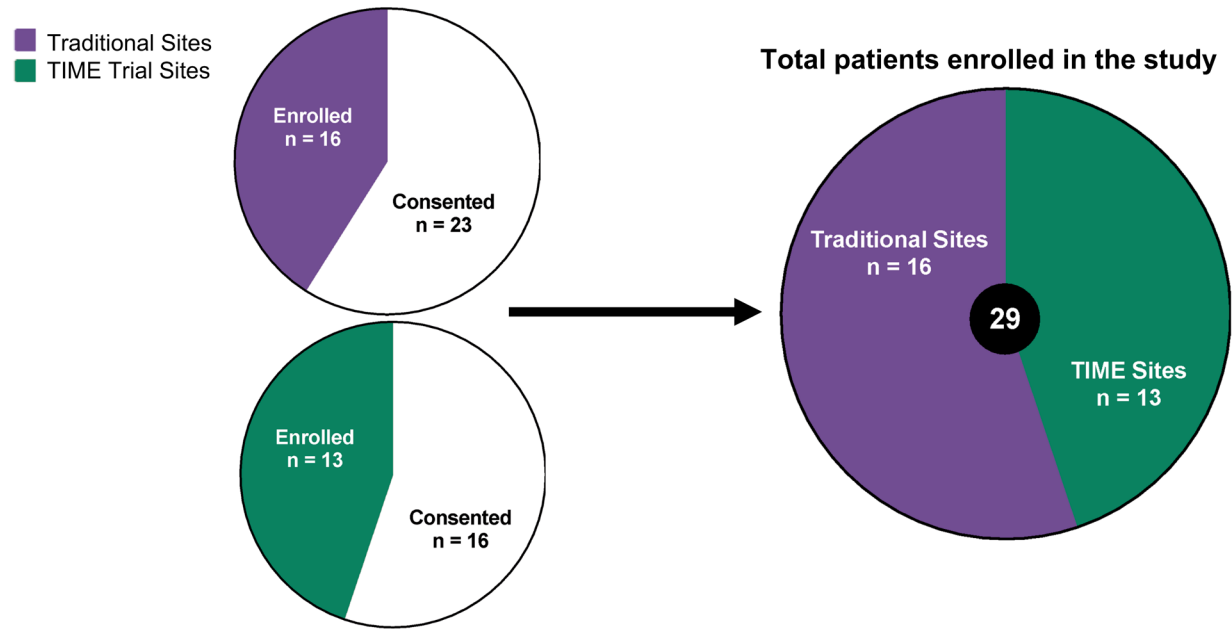 Traditional Sites
TIME Trial Sites
Enrolled
n = 16
Consented
n = 23
Enrolled
n = 13
Consented
n = 16
Total patients enrolled in the study
Traditional Sites
n = 16
29
TIME Sites
n = 13